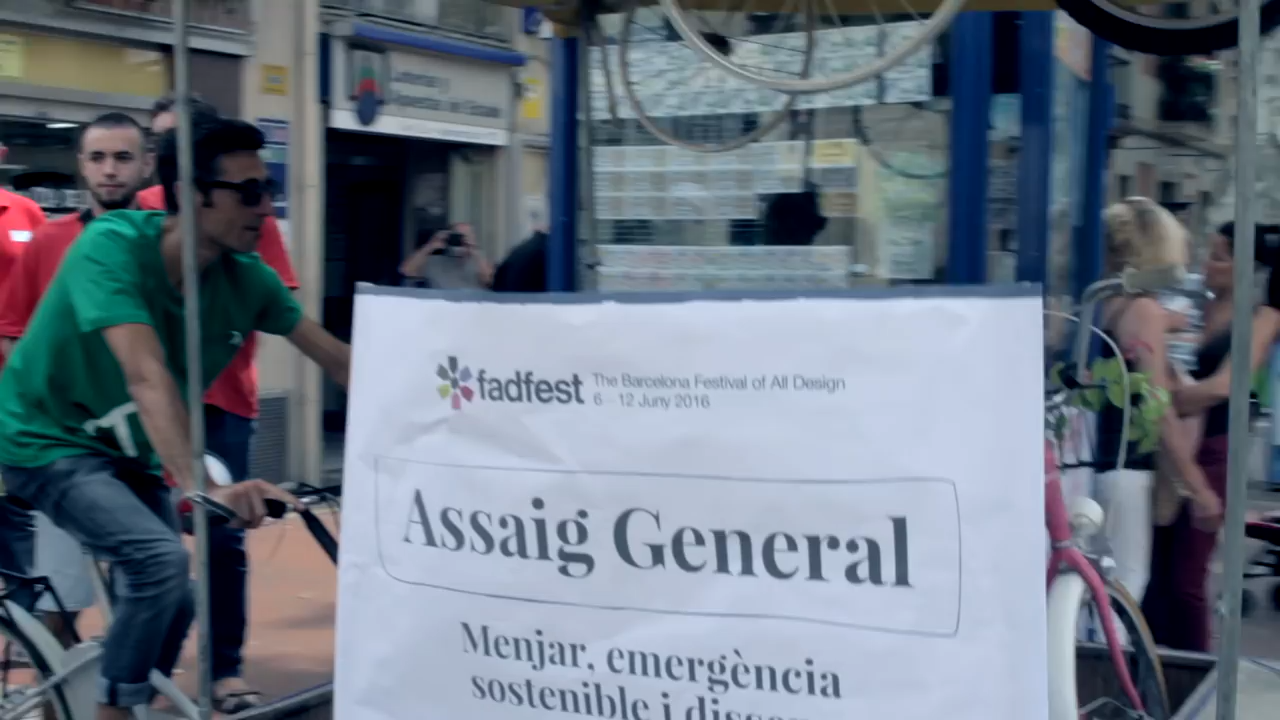 fadfest The Barcelona Festival of All Design
6 - 12 Juny 2016
Assaig General
Menjar, emergència
sostenible i